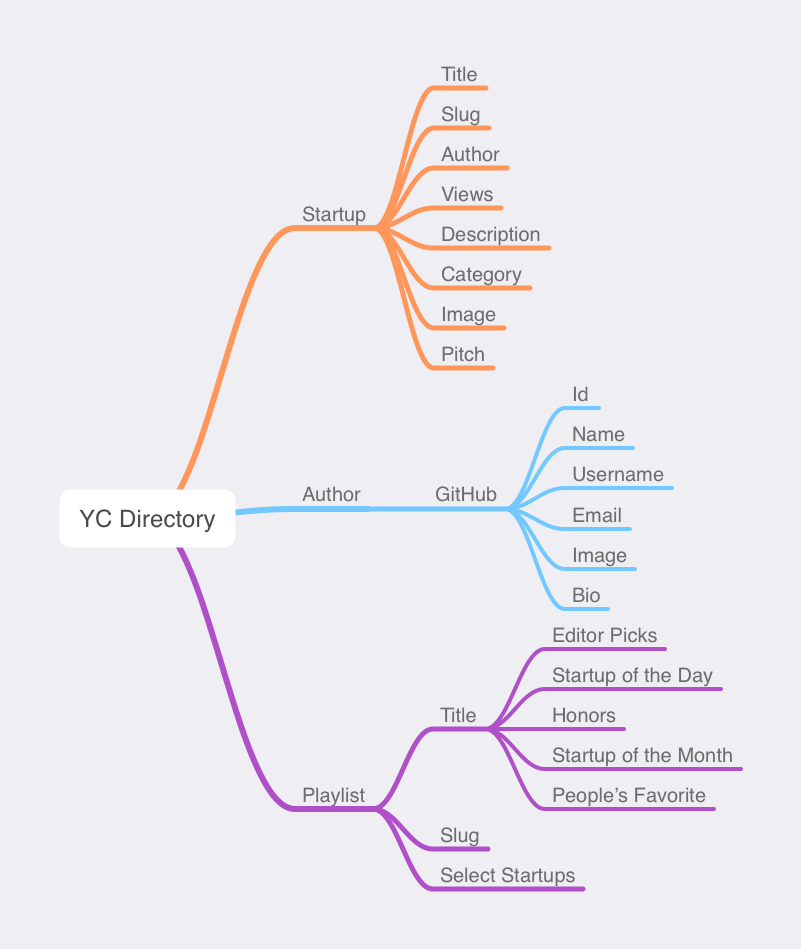 YC Directory
Startup
Title
Slug
Author
Views
Description
Category
Image
Pitch
Author
GitHub
Id
Name
Username
Email
Image
Bio
Playlist
Title
Editor Picks
Startup of the Day
Honors
Startup of the Month
People’s Favorite
Slug
Select Startups